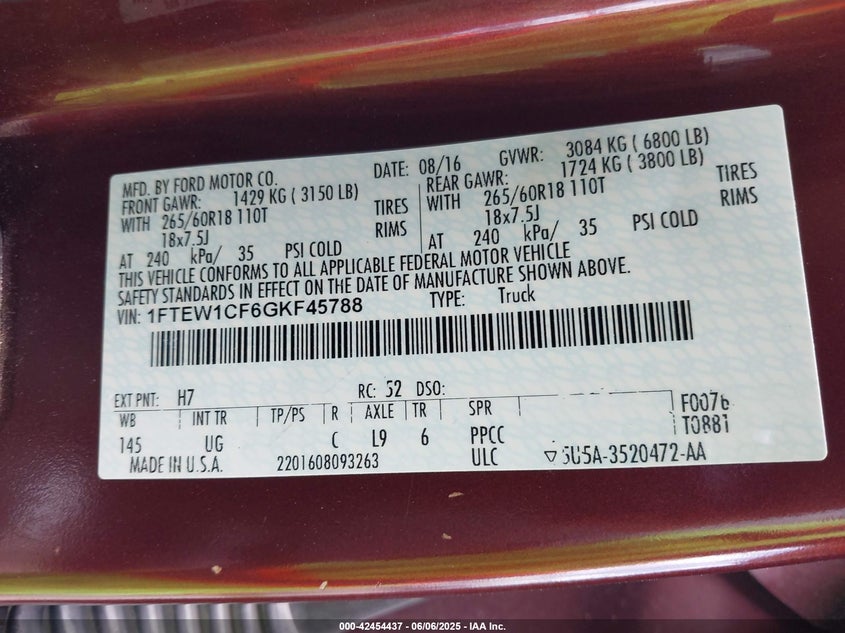 MFD. BY FORD MOTOR CO. DATE: 08/16 GVWR: 3084 KG ( 6800 LB)
FRONT GAWR: 1429 KG ( 3150 LB) REAR GAWR: 1724 KG ( 3800 LB)
WITH 265/60R18 110T TIRES WITH 265/60R18 110T TIRES
18x7.5J RIMS 18x7.5J RIMS
AT 240 kPa/ 35 PSI COLD AT 240 kPa/ 35 PSI COLD
THIS VEHICLE CONFORMS TO ALL APPLICABLE FEDERAL MOTOR VEHICLE
SAFETY STANDARDS IN EFFECT ON THE DATE OF MANUFACTURE SHOWN ABOVE.
VIN: 1FTEW1CF6GKF45788 TYPE: Truck
EXT PNT: H7 RC: 52 DSO:
WB INT TR TP/PS R AXLE TR SPR F0076
145 UG C L9 6 PPCC T0881
MADE IN U.S.A. 2201608093263 ULC ▽5U5A-3520472-AA
000-42454437 - 06/06/2025 - IAA Inc.